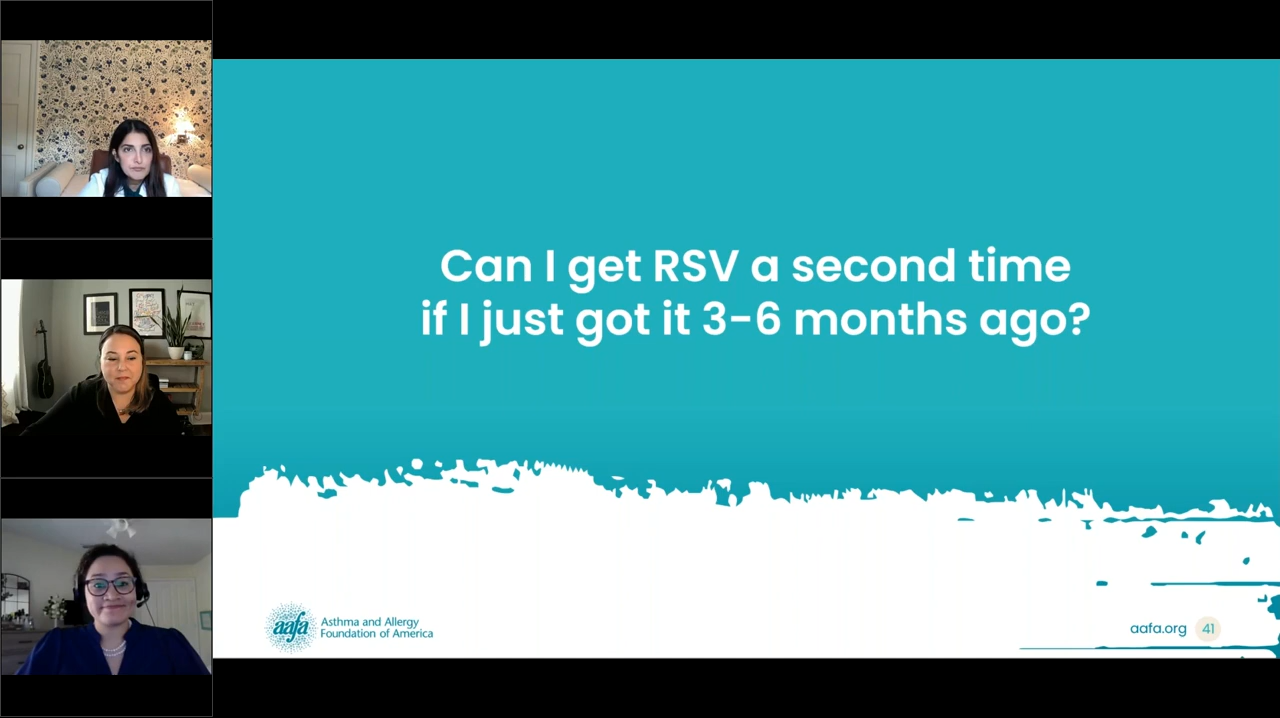 Can I get RSV a second time
if I just got it 3-6 months ago?
aafa
Asthma and Allergy
Foundation of America
aafa.org 41